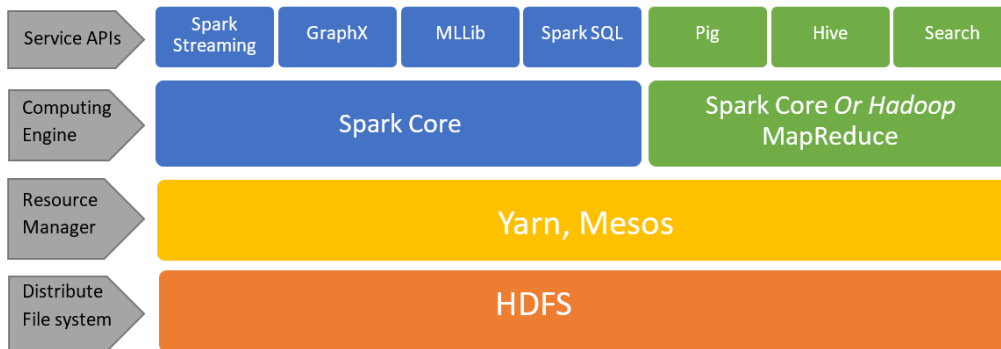 Service APIs
Spark
Streaming
GraphX
MLLib
Spark SQL
Pig
Hive
Search
Computing
Engine
Spark Core
Spark Core Or Hadoop
MapReduce
Resource
Manager
Yarn, Mesos
Distribute
File system
HDFS